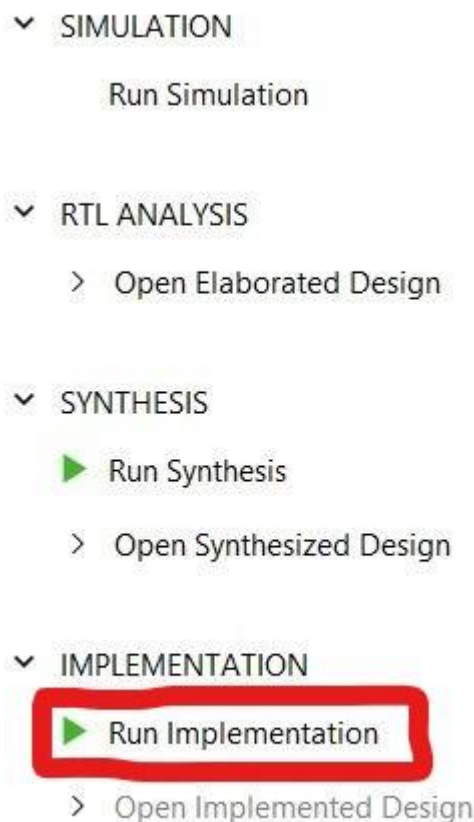 SIMULATION
Run Simulation
RTL ANALYSIS
Open Elaborated Design
SYNTHESIS
Run Synthesis
Open Synthesized Design
IMPLEMENTATION
Run Implementation
Open Implemented Design